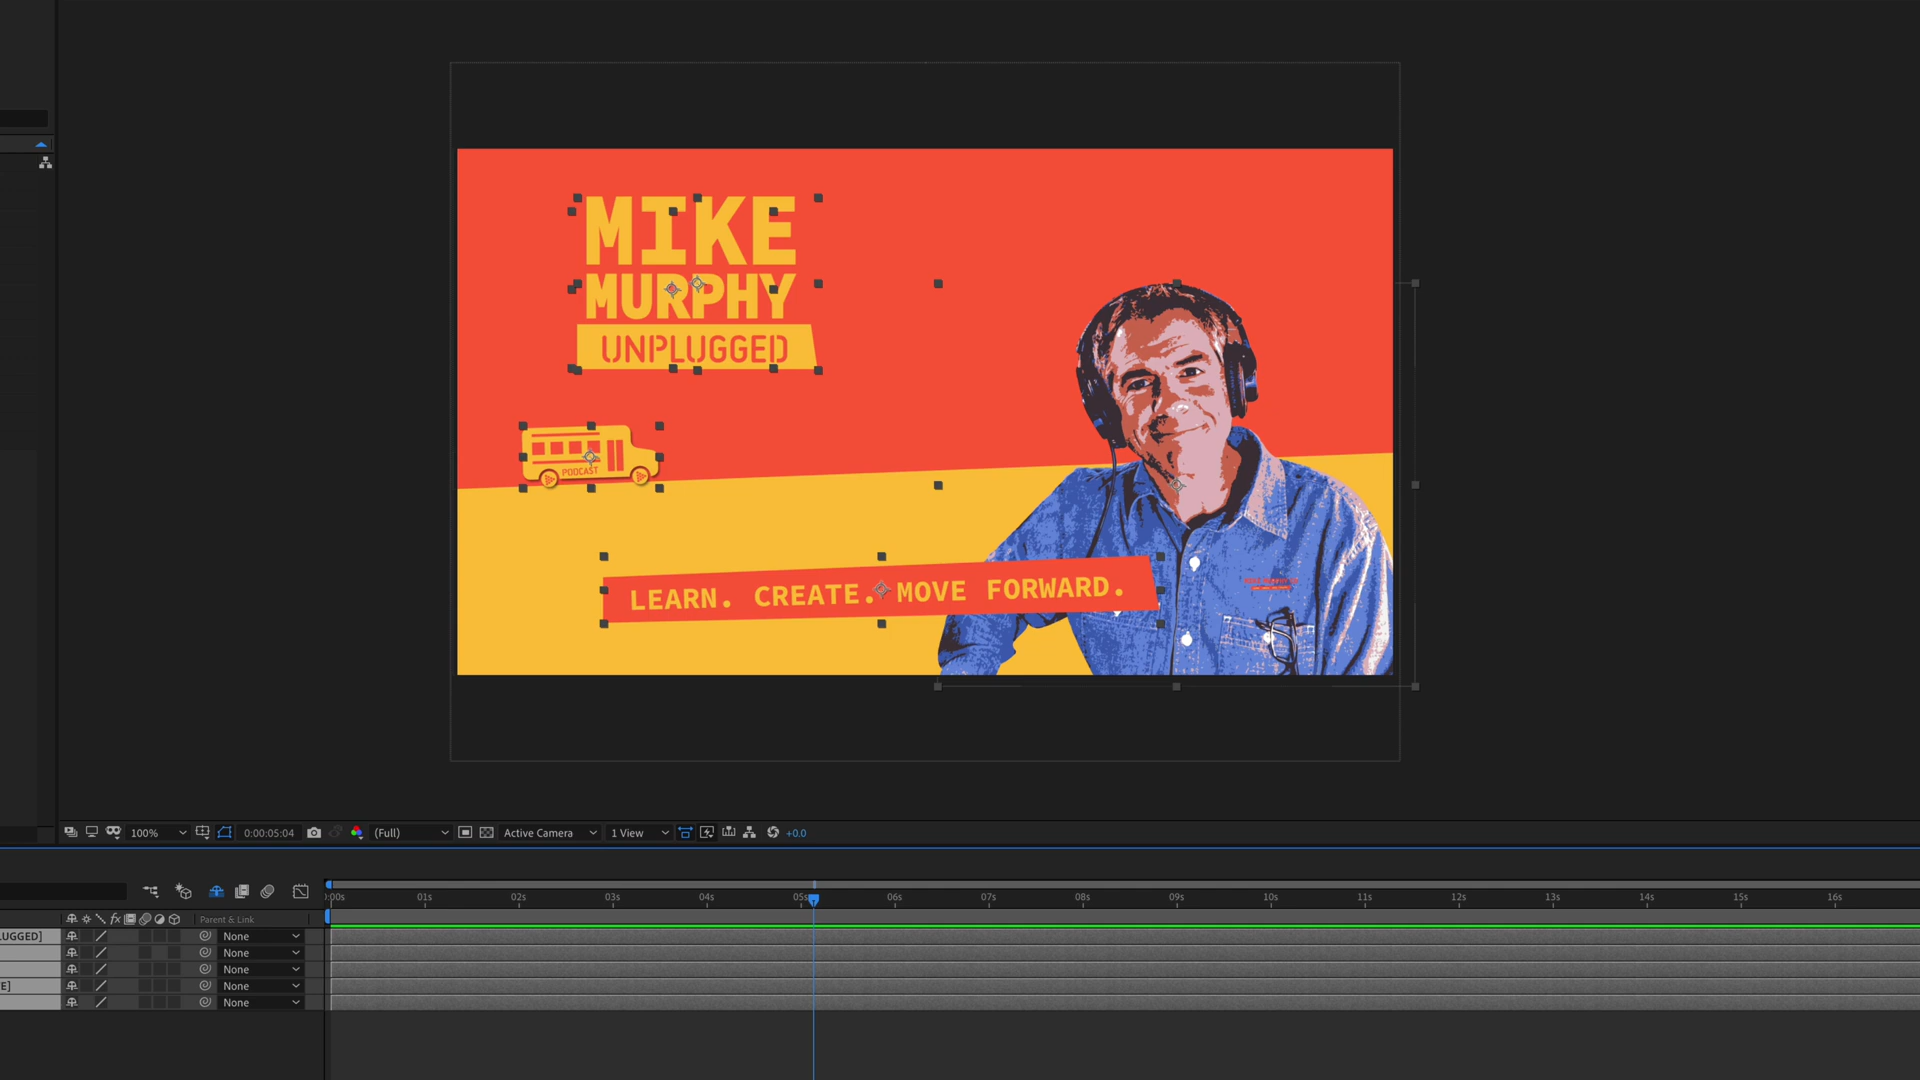 MIKE
MURPHY
UNPLUGGED
PODCAST
LEARN. CREATE. MOVE FORWARD.
100%
0:00:05:04
(Full)
Active Camera
1 View
+0.0
:00s 01s 02s 03s 04s 05s 06s 07s 08s 09s 10s 11s 12s 13s 14s 15s 16s
fx
Parent & Link
LUGGED] None
None
None
E] None
None